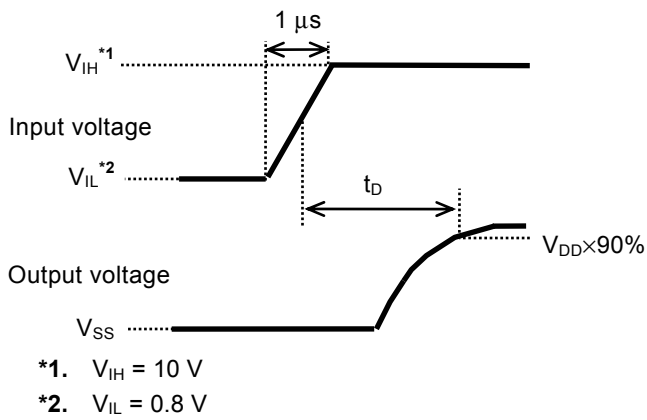 1 μs
V_IH*1
Input voltage
V_IL*2
t_D
V_DD×90%
Output voltage
V_SS
*1. V_IH = 10 V
*2. V_IL = 0.8 V